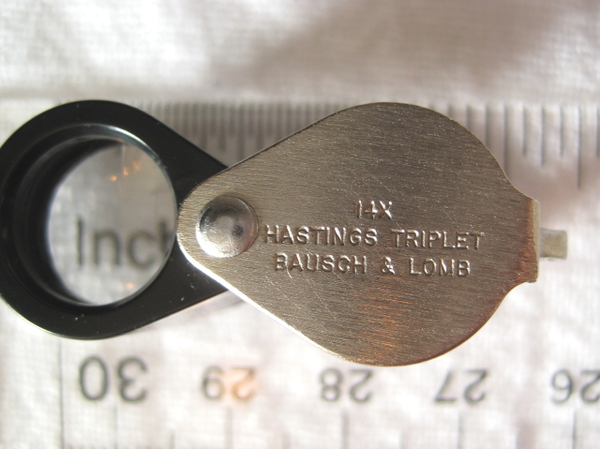 14X
HASTINGS TRIPLET
BAUSCH & LOMB
Inch
30 29 28 27 26